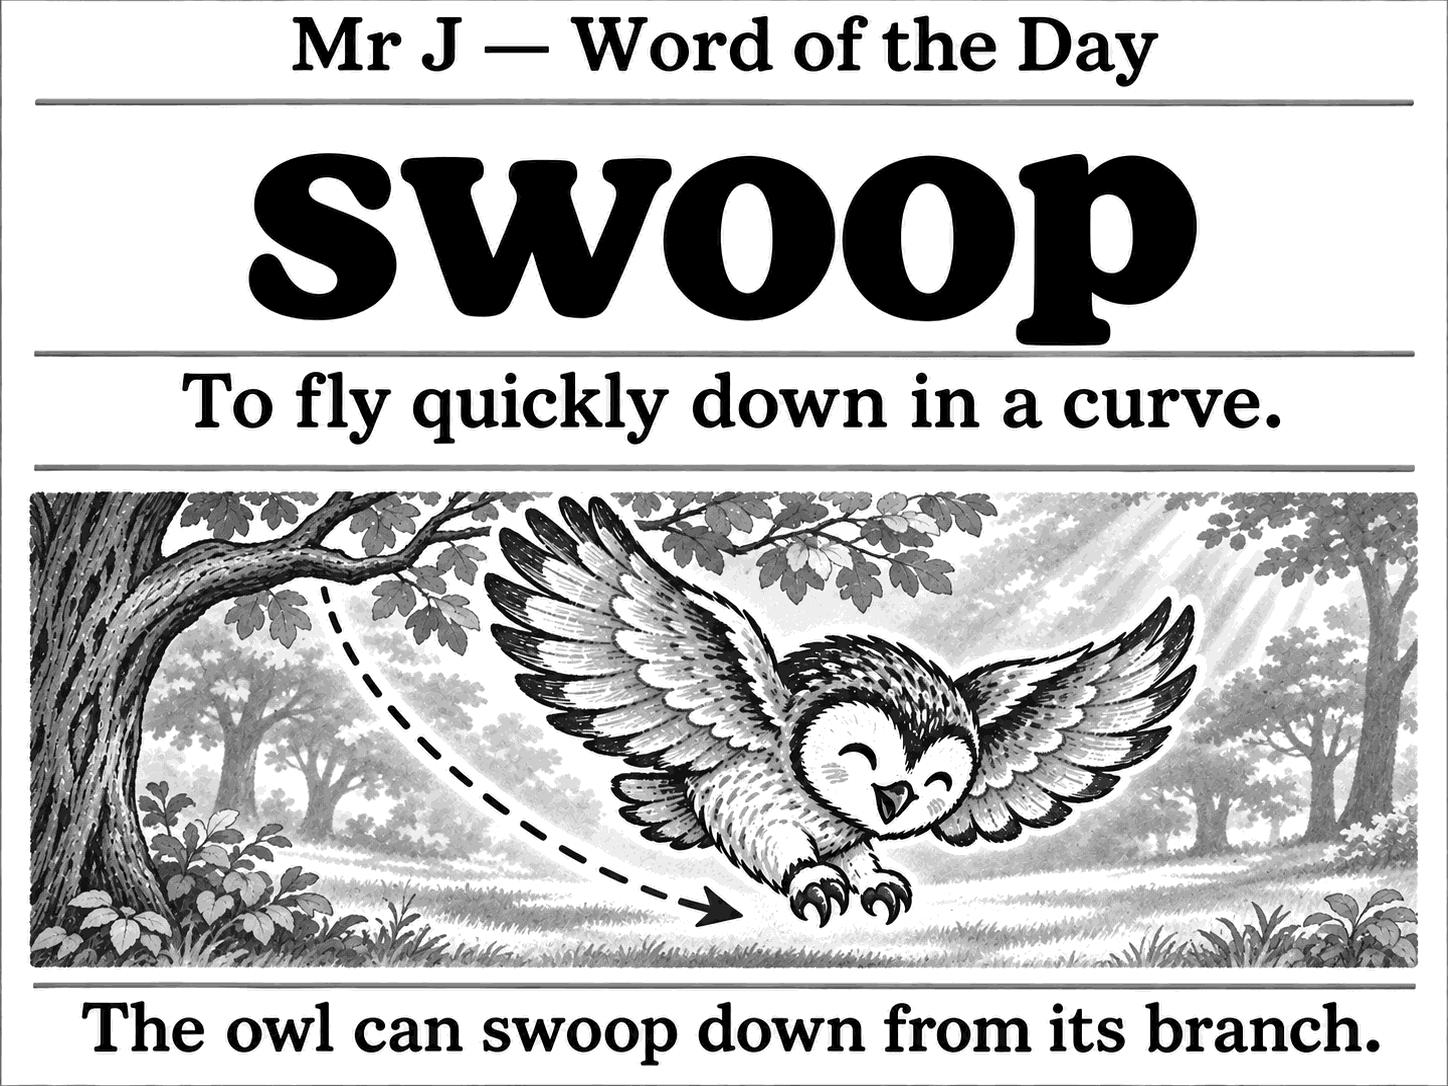 Mr J — Word of the Day
swoop
To fly quickly down in a curve.
The owl can swoop down from its branch.